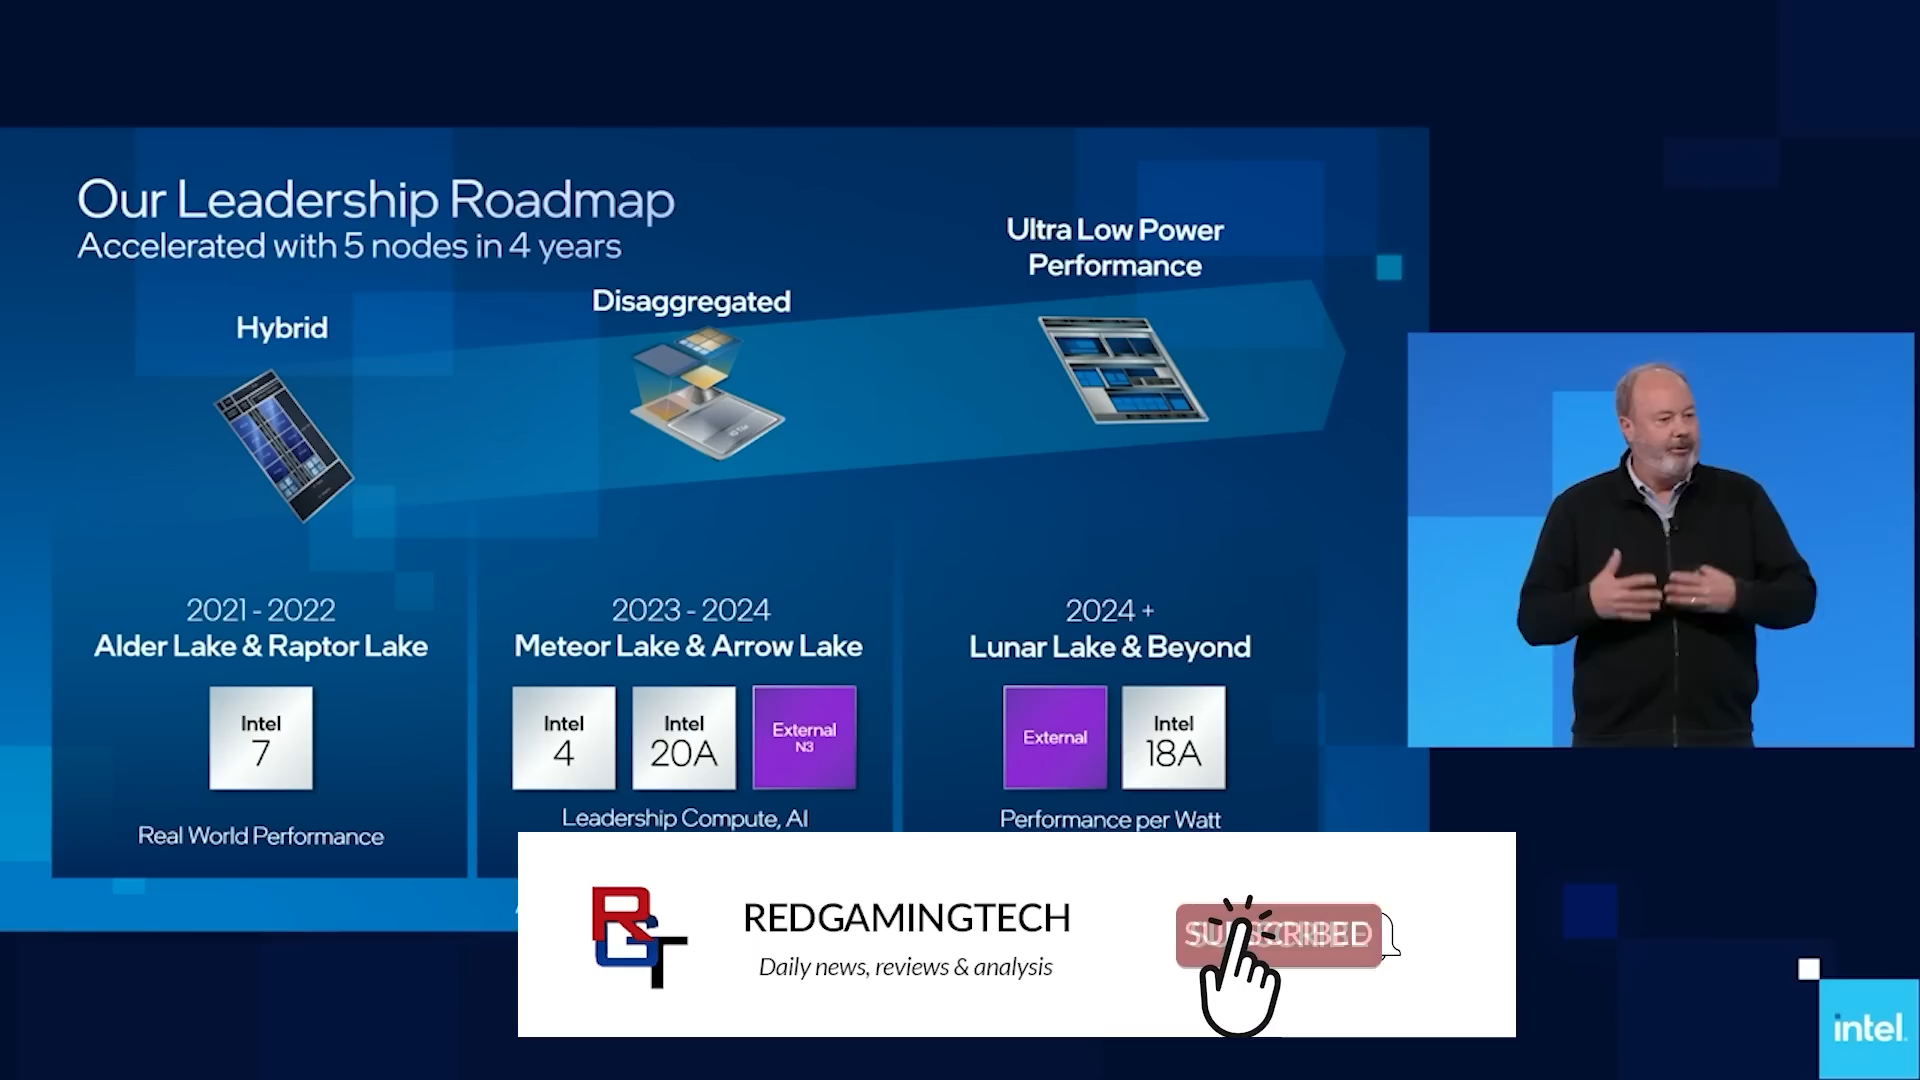 Our Leadership Roadmap
Accelerated with 5 nodes in 4 years
Hybrid
Disaggregated
Ultra Low Power
Performance
2021 - 2022
Alder Lake & Raptor Lake
Intel
7
Real World Performance
2023 - 2024
Meteor Lake & Arrow Lake
Intel
4
Intel
20A
External
N3
Leadership Compute, AI
2024 +
Lunar Lake & Beyond
External
Intel
18A
Performance per Watt
RGT
REDGAMINGTECH
Daily news, reviews & analysis
intel.